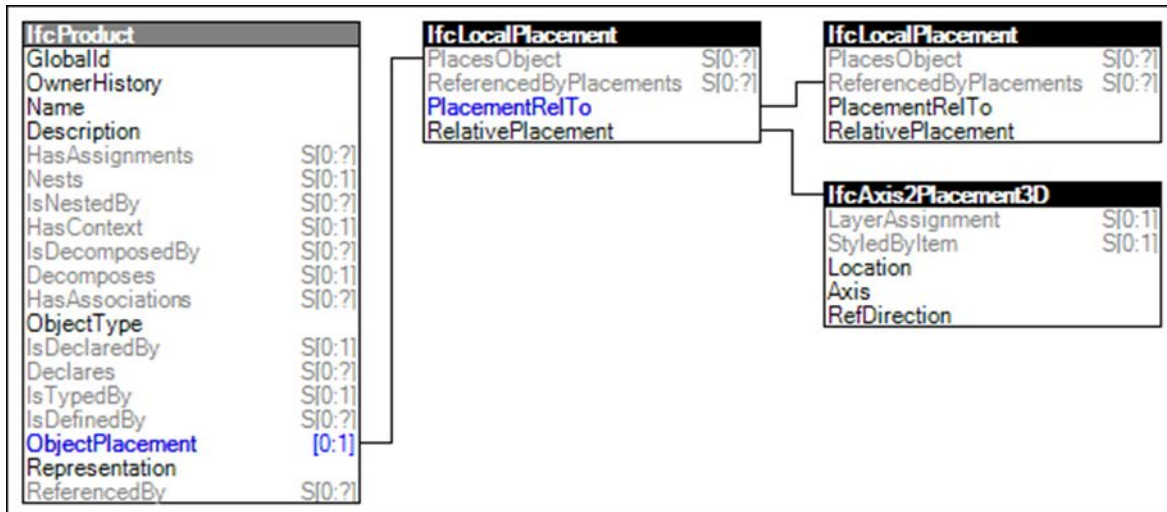 IfcProduct
GlobalId
OwnerHistory
Name
Description
HasAssignments S[0:?]
Nests S[0:1]
IsNestedBy S[0:?]
HasContext S[0:1]
IsDecomposedBy S[0:?]
Decomposes S[0:1]
HasAssociations S[0:?]
ObjectType
IsDeclaredBy S[0:1]
Declares S[0:?]
IsTypedBy S[0:1]
IsDefinedBy S[0:?]
ObjectPlacement [0:1]
Representation
ReferencedBy S[0:?]
IfcLocalPlacement
PlacesObject S[0:?]
ReferencedByPlacements S[0:?]
PlacementRelTo
RelativePlacement
IfcLocalPlacement
PlacesObject S[0:?]
ReferencedByPlacements S[0:?]
PlacementRelTo
RelativePlacement
IfcAxis2Placement3D
LayerAssignment S[0:1]
StyledByItem S[0:1]
Location
Axis
RefDirection